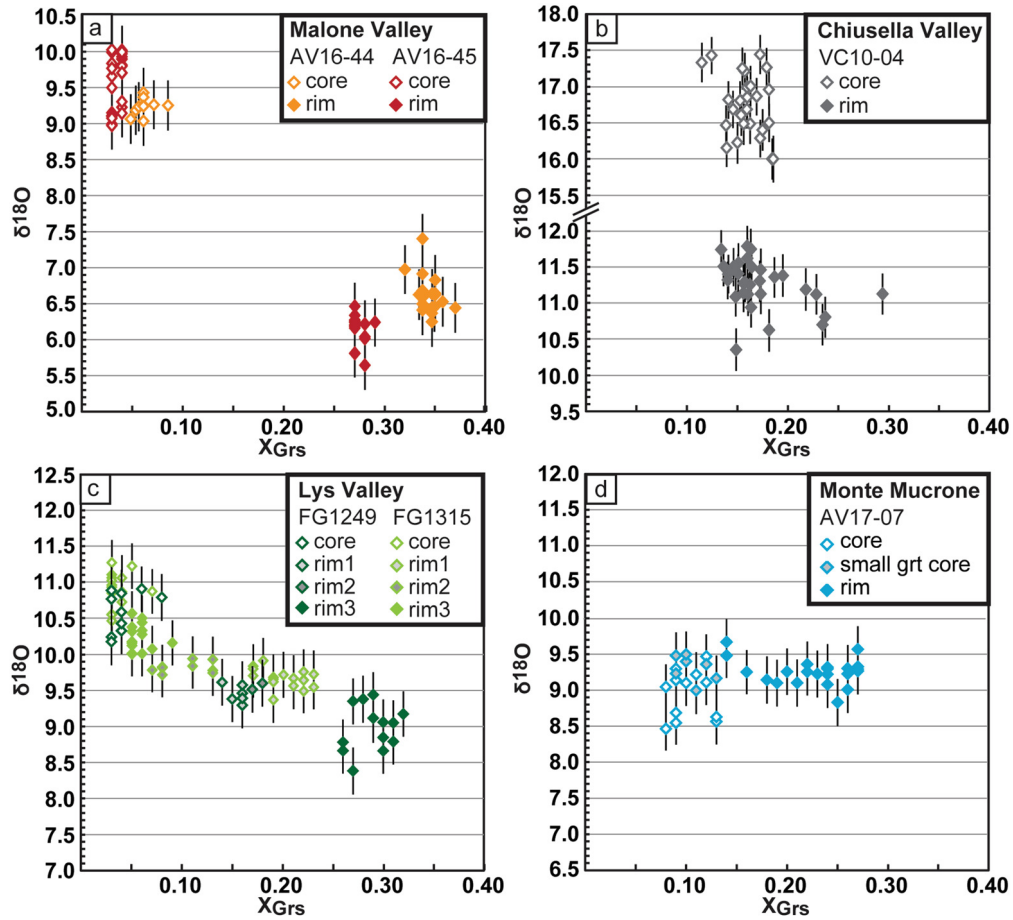 a
Malone Valley
AV16-44 AV16-45
core core
rim rim
10.5
10.0
9.5
9.0
8.5
8.0
7.5
7.0
6.5
6.0
5.5
5.0
δ18O
0.10 0.20 0.30 0.40
XGrs
b
Chiusella Valley
VC10-04
core
rim
18.0
17.5
17.0
16.5
16.0
15.5
12.0
11.5
11.0
10.5
10.0
9.5
δ18O
0.10 0.20 0.30 0.40
XGrs
c
Lys Valley
FG1249 FG1315
core core
rim1 rim1
rim2 rim2
rim3 rim3
12.5
12.0
11.5
11.0
10.5
10.0
9.5
9.0
8.5
8.0
7.5
7.0
δ18O
0.10 0.20 0.30 0.40
XGrs
d
Monte Mucrone
AV17-07
core
small grt core
rim
12.0
11.5
11.0
10.5
10.0
9.5
9.0
8.5
8.0
7.5
7.0
6.5
δ18O
0.10 0.20 0.30 0.40
XGrs